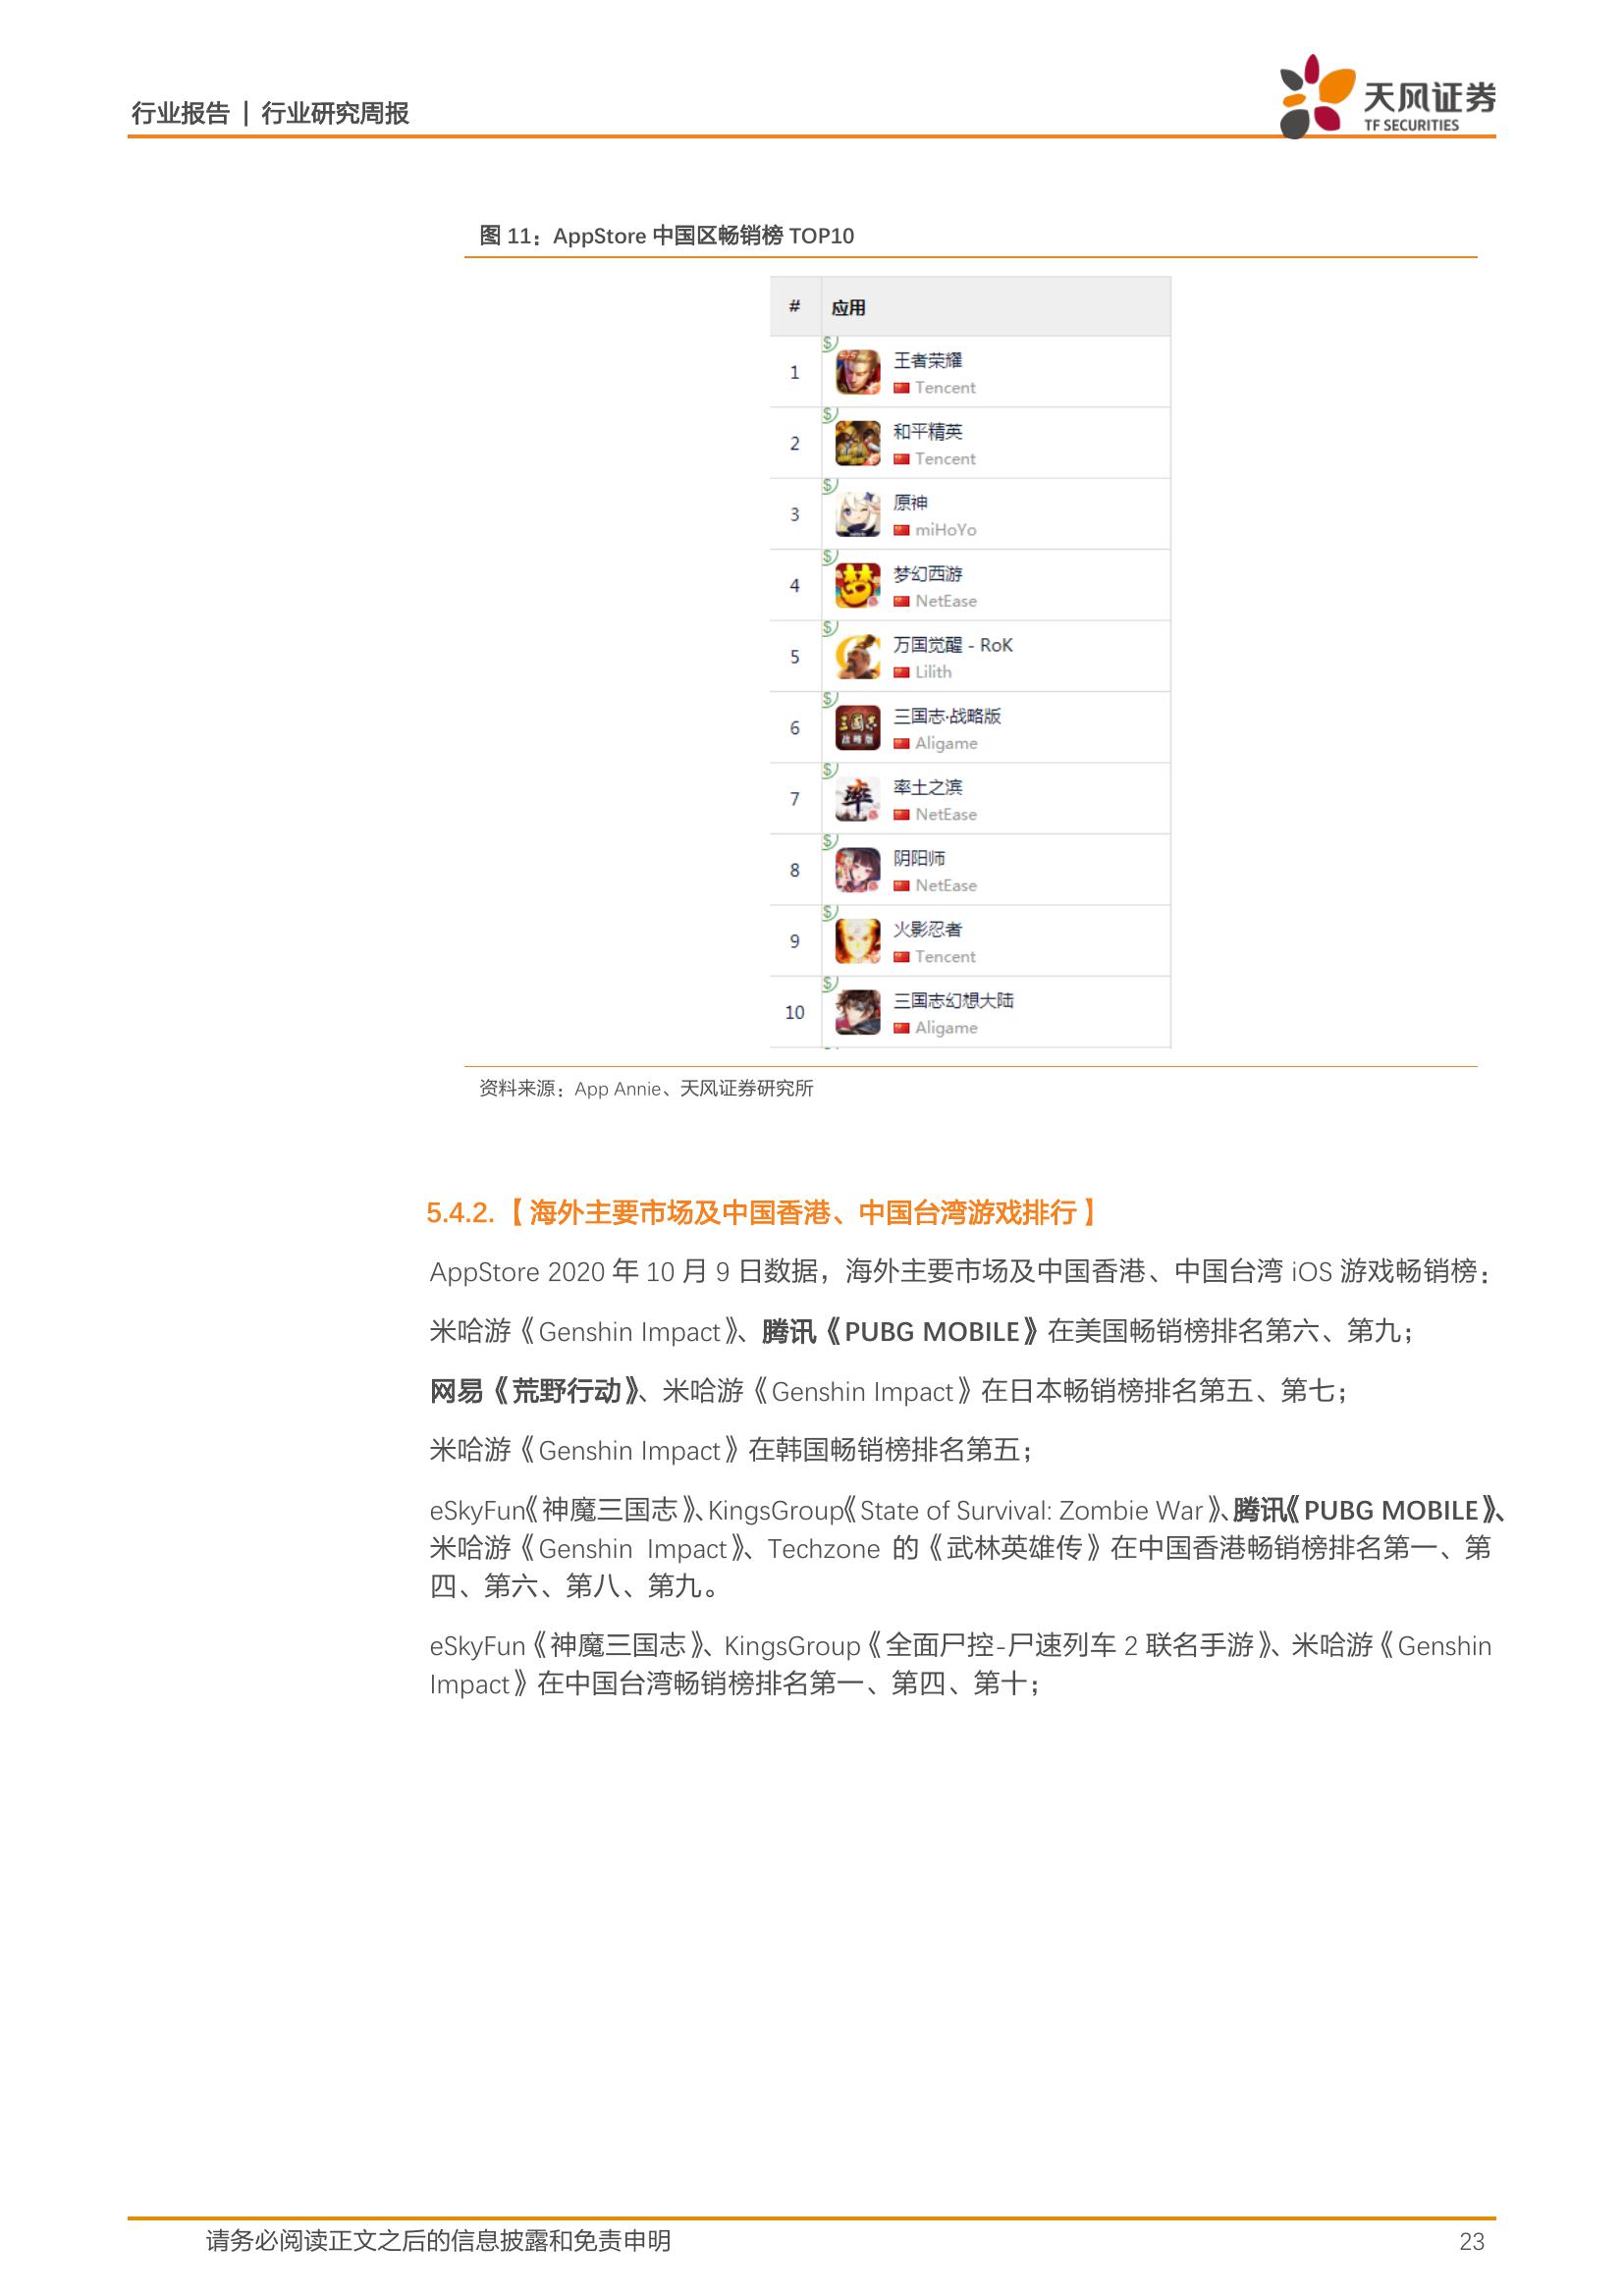 行业报告 | 行业研究周报
天风证券
TF SECURITIES
图 11：AppStore 中国区畅销榜 TOP10
# 应用
1 王者荣耀
Tencent
2 和平精英
Tencent
3 原神
miHoYo
4 梦幻西游
NetEase
5 万国觉醒 - RoK
Lilith
6 三国志·战略版
Aligame
7 率土之滨
NetEase
8 阴阳师
NetEase
9 火影忍者
Tencent
10 三国志幻想大陆
Aligame
资料来源：App Annie、天风证券研究所
5.4.2.【海外主要市场及中国香港、中国台湾游戏排行】
AppStore 2020 年 10 月 9 日数据，海外主要市场及中国香港、中国台湾 iOS 游戏畅销榜：
米哈游《Genshin Impact》、腾讯《PUBG MOBILE》在美国畅销榜排名第六、第九；
网易《荒野行动》、米哈游《Genshin Impact》在日本畅销榜排名第五、第七；
米哈游《Genshin Impact》在韩国畅销榜排名第五；
eSkyFun《神魔三国志》、KingsGroup《State of Survival: Zombie War》、腾讯《PUBG MOBILE》、
米哈游《Genshin Impact》、Techzone 的《武林英雄传》在中国香港畅销榜排名第一、第
四、第六、第八、第九。
eSkyFun《神魔三国志》、KingsGroup《全面尸控-尸速列车 2 联名手游》、米哈游《Genshin
Impact》在中国台湾畅销榜排名第一、第四、第十；
请务必阅读正文之后的信息披露和免责申明 23